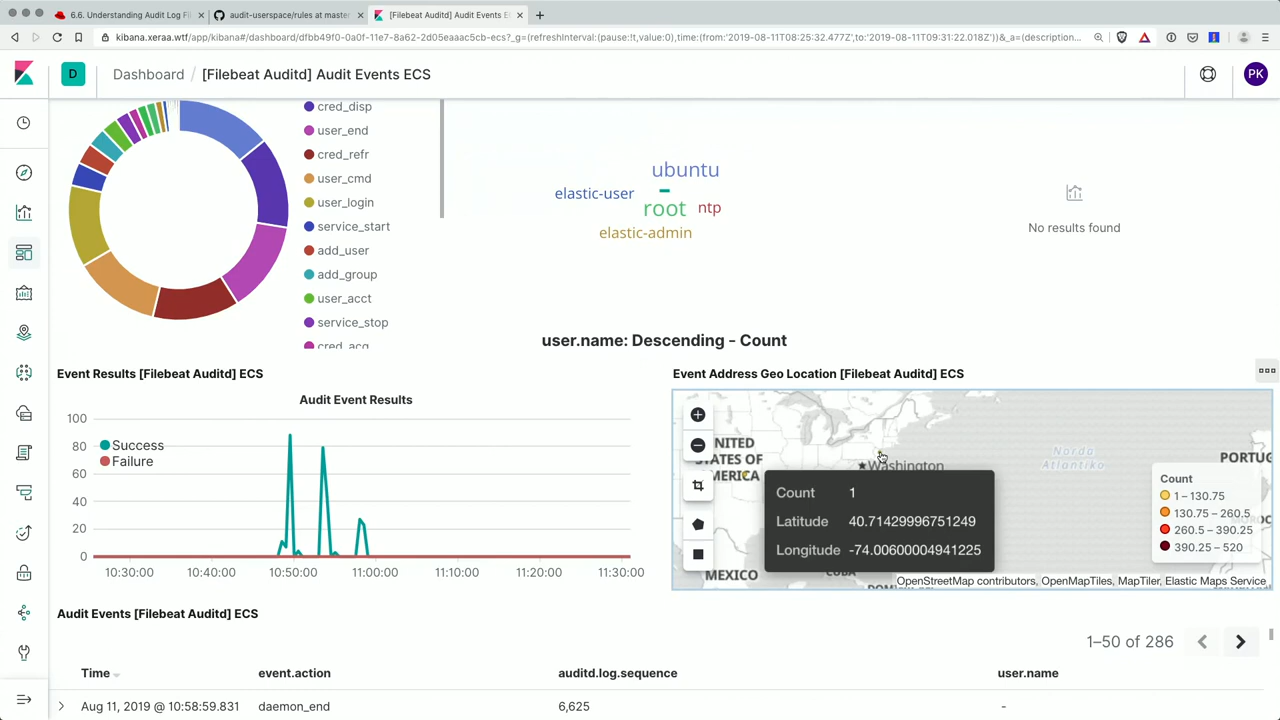 6.6. Understanding Audit Log Fi
audit-userspace/rules at master
[Filebeat Auditd] Audit Events E
kibana.xeraa.wtf/app/kibana#/dashboard/dfbb49f0-0a0f-11e7-8a62-2d05eaaac5cb-ecs?_g=(refreshInterval:(pause:!t,value:0),time:(from:'2019-08-11T08:25:32.477Z',to:'2019-08-11T09:31:22.018Z'))&_a=(description...
D
Dashboard / [Filebeat Auditd] Audit Events ECS
PK
cred_disp
user_end
cred_refr
user_cmd
user_login
service_start
add_user
add_group
user_acct
service_stop
cred_acq
ubuntu
elastic-user
-
root
ntp
elastic-admin
user.name: Descending - Count
No results found
Event Results [Filebeat Auditd] ECS
Audit Event Results
100
80
60
40
20
0
Success
Failure
10:30:00 10:40:00 10:50:00 11:00:00 11:10:00 11:20:00 11:30:00
Event Address Geo Location [Filebeat Auditd] ECS
NITED
STATES OF
MERICA
Washington
Norda
Atlantiko
PORTUG
MEXICO
CUBA
Count 1
Latitude 40.71429996751249
Longitude -74.00600004941225
Count
1 – 130.75
130.75 – 260.5
260.5 – 390.25
390.25 – 520
OpenStreetMap contributors, OpenMapTiles, MapTiler, Elastic Maps Service
Audit Events [Filebeat Auditd] ECS
1–50 of 286
Time event.action auditd.log.sequence user.name
Aug 11, 2019 @ 10:58:59.831 daemon_end 6,625 -